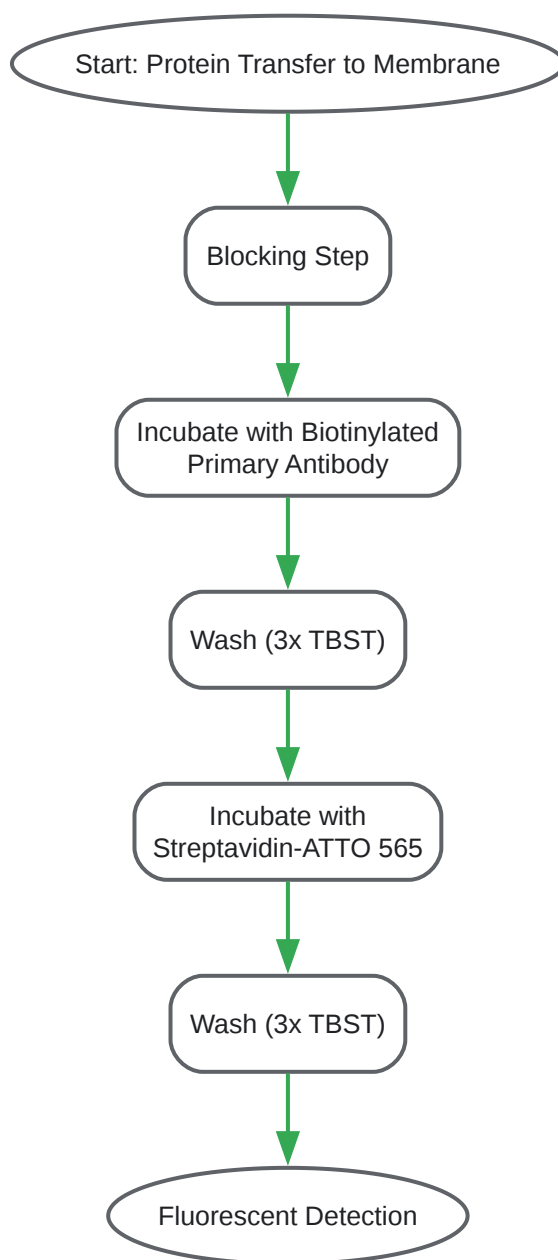 Start: Protein Transfer to Membrane
Blocking Step
Incubate with Biotinylated
Primary Antibody
Wash (3x TBST)
Incubate with
Streptavidin-ATTO 565
Wash (3x TBST)
Fluorescent Detection